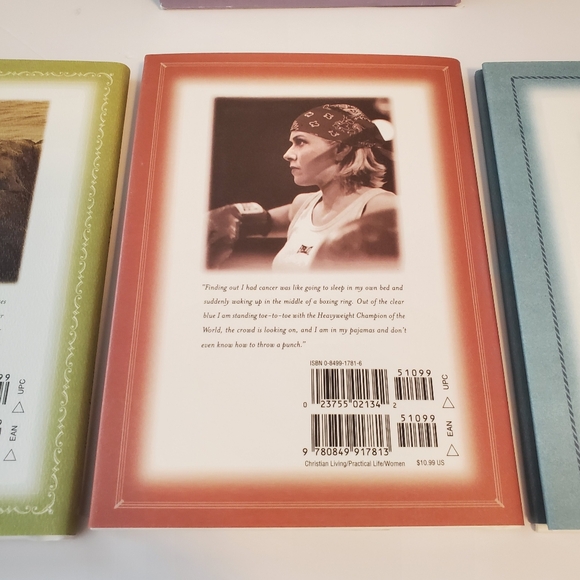 "Finding out I had cancer was like going to sleep in my own bed and
suddenly waking up in the middle of a boxing ring. Out of the clear
blue I am standing toe-to-toe with the Heavyweight Champion of the
World, the crowd is looking on, and I am in my pajamas and don't
even know how to throw a punch."
ISBN 0-8499-1781-6
51099
0 23755 02134 2
UPC
51099
9 780849 917813
EAN
Christian Living/Practical Life/Women $10.99 US
UPC
EAN